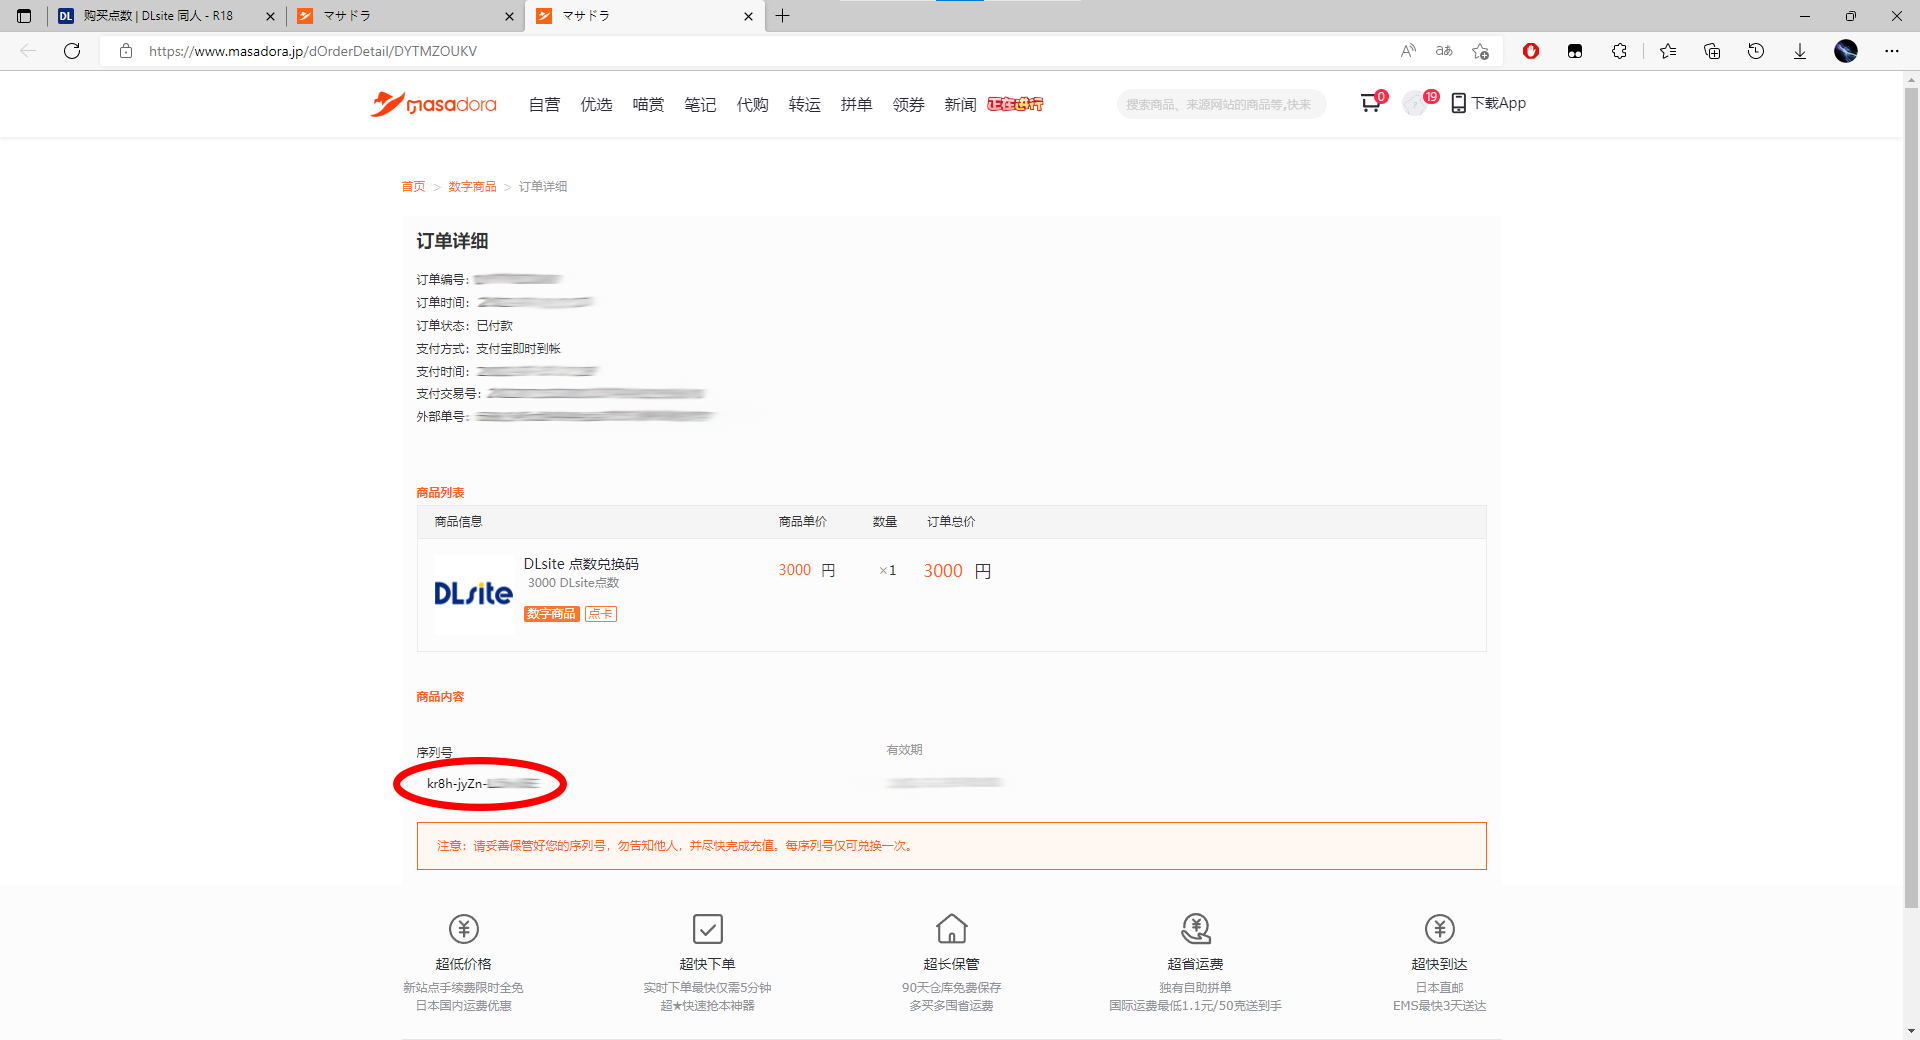 购买点数 | DLsite 同人 - R18
マサドラ
マサドラ
https://www.masadora.jp/dOrderDetail/DYTMZOUKV
masadora
自营 优选 喵赏 笔记 代购 转运 拼单 领券 新闻 正在进行
搜索商品、来源网站的商品等,快来
0
19
下载App
首页 > 数字商品 > 订单详细
订单详细
订单编号:
订单时间:
订单状态: 已付款
支付方式: 支付宝即时到帐
支付时间:
支付交易号:
外部单号:
商品列表
商品信息 商品单价 数量 订单总价
DLsite
DLsite 点数兑换码
3000 DLsite点数
数字商品 点卡
3000 円 ×1 3000 円
商品内容
序列号 有效期
kr8h-jyZn-
注意：请妥善保管好您的序列号，勿告知他人，并尽快完成充值。每序列号仅可兑换一次。
超低价格
新站点手续费限时全免
日本国内运费优惠
超快下单
实时下单最快仅需5分钟
超★快速抢本神器
超长保管
90天仓库免费保存
多买多囤省运费
超省运费
独有自助拼单
国际运费最低1.1元/50克送到手
超快到达
日本直邮
EMS最快3天送达